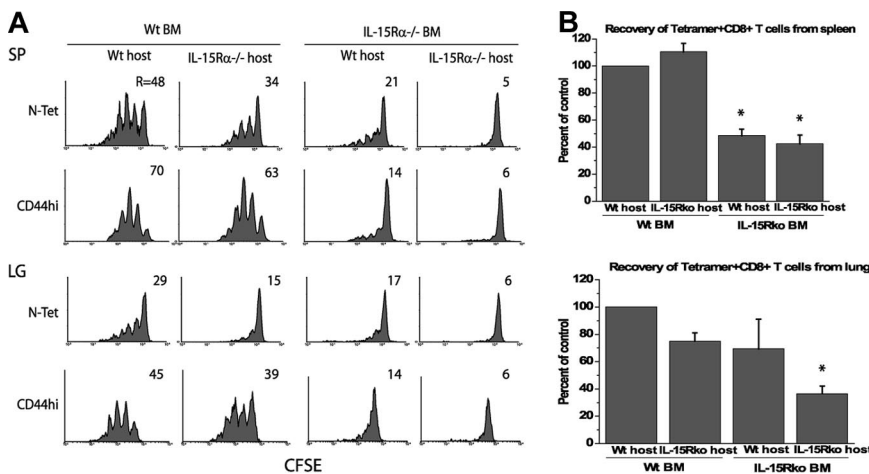 A
Wt BM
IL-15Rα-/- BM
SP
Wt host
IL-15Rα-/- host
Wt host
IL-15Rα-/- host
N-Tet
R=48
34
21
5
CD44hi
70
63
14
6
LG
N-Tet
29
15
17
6
CD44hi
45
39
14
6
CFSE
B
Recovery of Tetramer+CD8+ T cells from spleen
Percent of control
120
100
80
60
40
20
0
*
*
Wt host
IL-15Rko host
Wt host
IL-15Rko host
Wt BM
IL-15Rko BM
Recovery of Tetramer+CD8+ T cells from lung
Percent of control
120
100
80
60
40
20
0
*
Wt host
IL-15Rko host
Wt host
IL-15Rko host
Wt BM
IL-15Rko BM